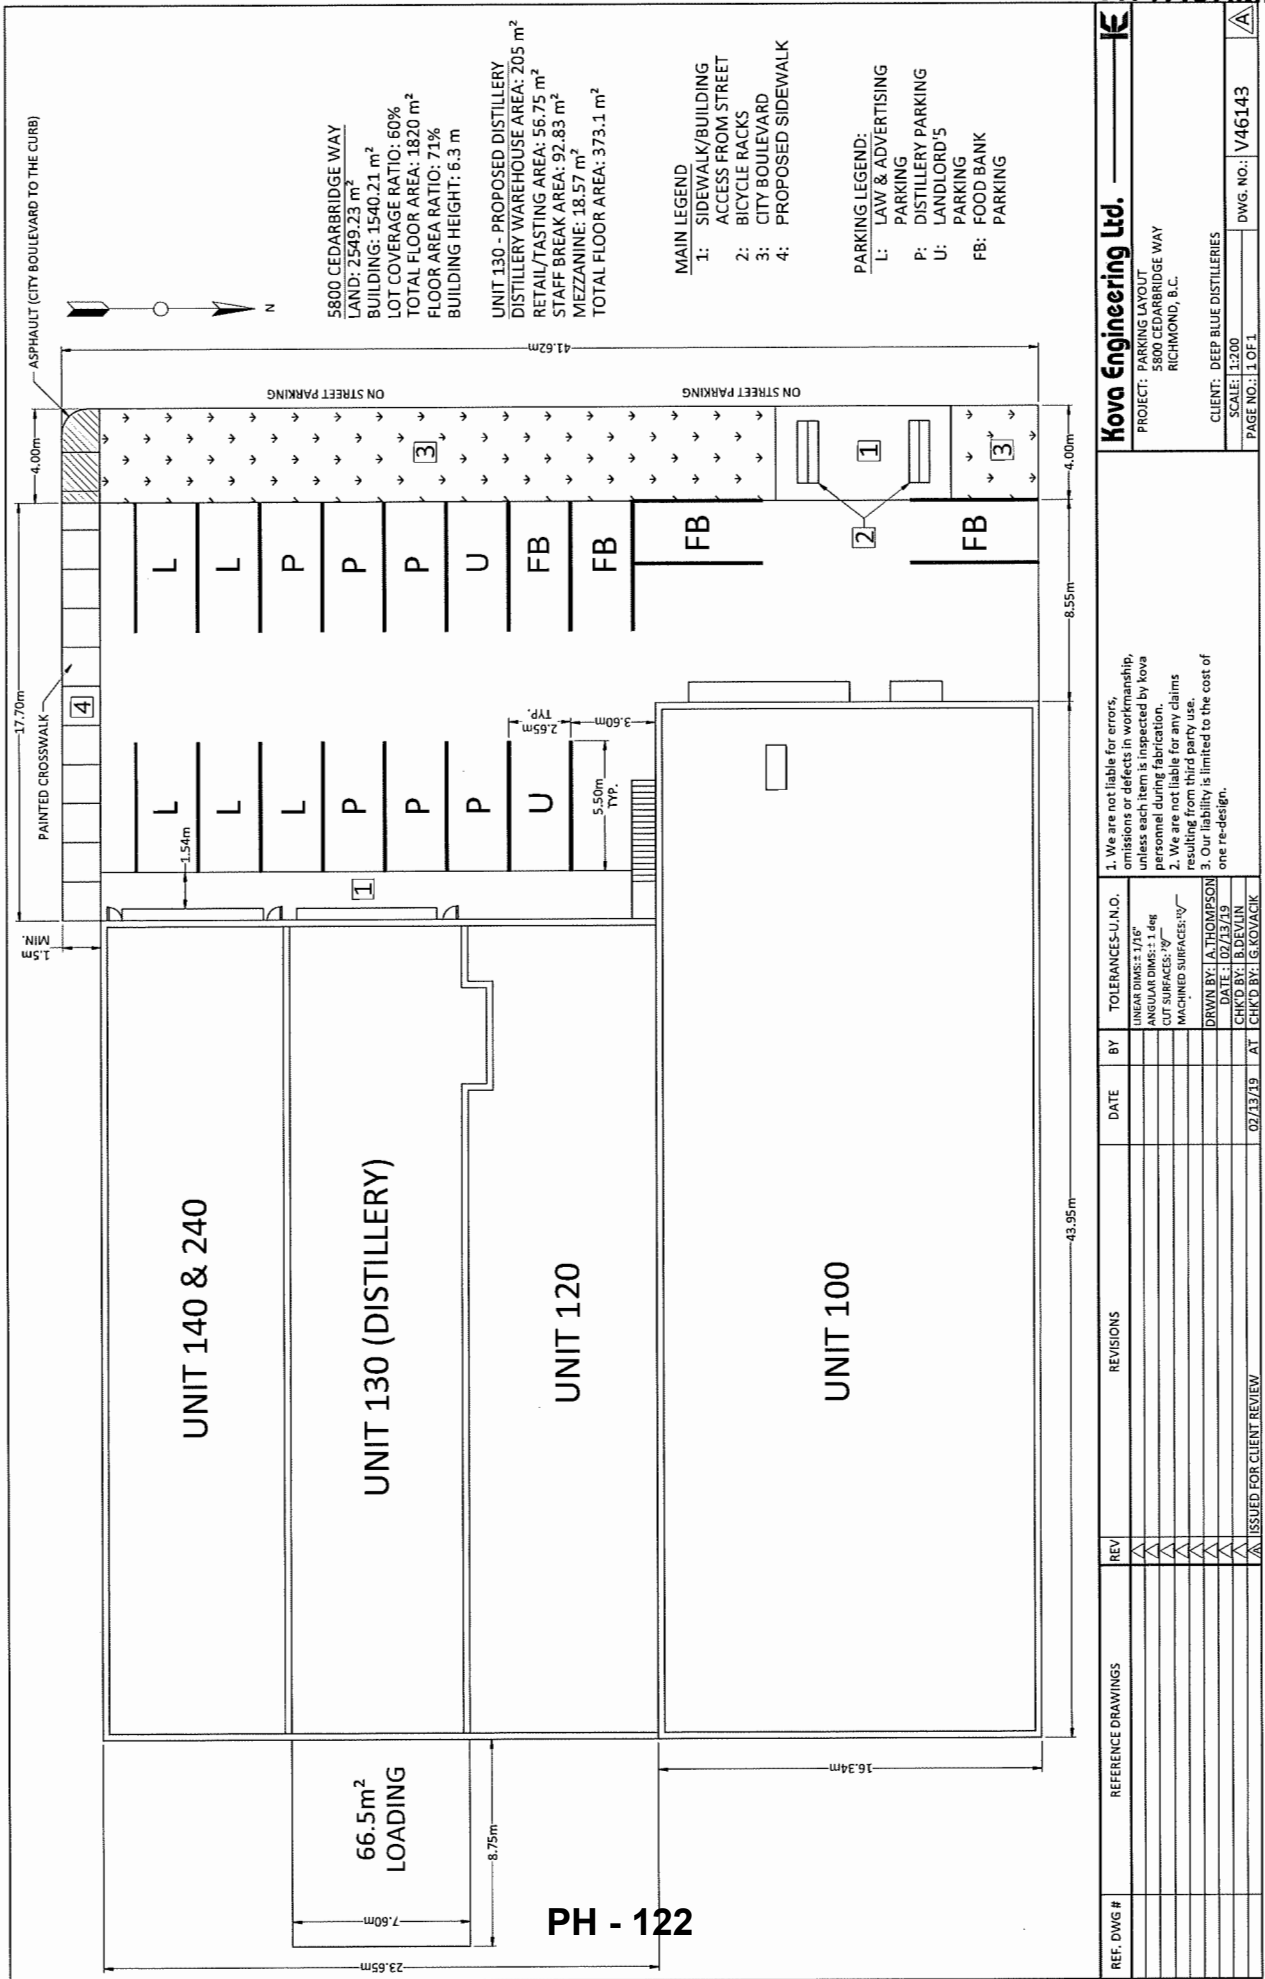 ASPHAULT (CITY BOULEVARD TO THE CURB)
PAINTED CROSSWALK
17.70m
4.00m
1.5m
MIN.
4
N
5800 CEDARBRIDGE WAY
LAND: 2549.23 m²
BUILDING: 1540.21 m²
LOT COVERAGE RATIO: 60%
TOTAL FLOOR AREA: 1820 m²
FLOOR AREA RATIO: 71%
BUILDING HEIGHT: 6.3 m
UNIT 130 - PROPOSED DISTILLERY
DISTILLERY WAREHOUSE AREA: 205 m²
RETAIL/TASTING AREA: 56.75 m²
STAFF BREAK AREA: 92.83 m²
MEZZANINE: 18.57 m²
TOTAL FLOOR AREA: 373.1 m²
MAIN LEGEND
1: SIDEWALK/BUILDING
ACCESS FROM STREET
2: BICYCLE RACKS
3: CITY BOULEVARD
4: PROPOSED SIDEWALK
PARKING LEGEND:
L: LAW & ADVERTISING
PARKING
P: DISTILLERY PARKING
U: LANDLORD'S
PARKING
FB: FOOD BANK
PARKING
41.62m
ON STREET PARKING
ON STREET PARKING
3
1
3
2
L
L
P
P
P
U
FB
FB
FB
FB
L
L
L
P
P
P
U
1.54m
1
2.65m
TYP.
3.60m
5.50m
TYP.
4.00m
8.55m
43.95m
UNIT 140 & 240
UNIT 130 (DISTILLERY)
UNIT 120
UNIT 100
66.5m²
LOADING
8.75m
7.60m
23.65m
16.34m
PH - 122
REF. DWG #
REFERENCE DRAWINGS
REV
REVISIONS
DATE
BY
A
ISSUED FOR CLIENT REVIEW
02/13/19
AT
TOLERANCES-U.N.O.
LINEAR DIMS: ± 1/16"
ANGULAR DIMS: ± 1 deg
CUT SURFACES:
MACHINED SURFACES:
DRWN BY: A.THOMPSON
DATE : 02/13/19
CHK'D BY: B.DEVLIN
CHK'D BY: G.KOVACIK
1. We are not liable for errors,
omissions or defects in workmanship,
unless each item is inspected by kova
personnel during fabrication.
2. We are not liable for any claims
resulting from third party use.
3. Our liability is limited to the cost of
one re-design.
Kova Engineering Ltd.
PROJECT: PARKING LAYOUT
5800 CEDARBRIDGE WAY
RICHMOND, B.C.
CLIENT: DEEP BLUE DISTILLERIES
SCALE: 1:200
PAGE NO.: 1 OF 1
DWG. NO.: V46143
A